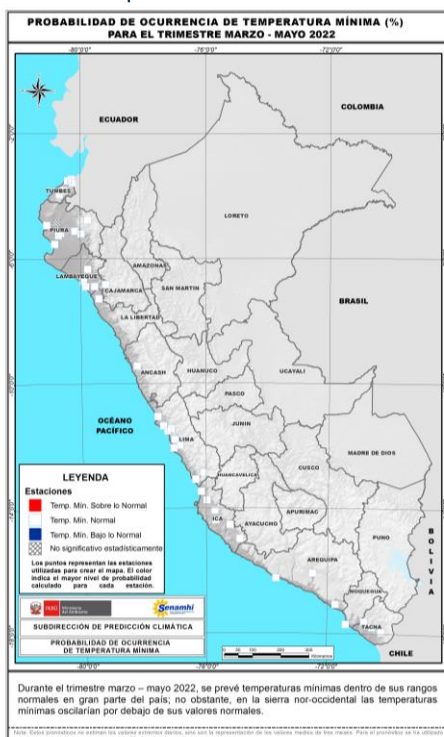 PROBABILIDAD DE OCURRENCIA DE TEMPERATURA MÍNIMA (%)
PARA EL TRIMESTRE MARZO - MAYO 2022
-80°0'0"
-76°0'0"
-72°0'0"
COLOMBIA
ECUADOR
TUMBES
LORETO
PIURA
AMAZONAS
LAMBAYEQUE
CAJAMARCA
SAN MARTIN
BRASIL
LA LIBERTAD
ANCASH
HUANUCO
UCAYALI
PASCO
OCÉANO
PACÍFICO
JUNIN
LIMA
MADRE DE DIOS
CUSCO
HUANCAVELICA
APURIMAC
ICA
AYACUCHO
PUNO
BOLIVIA
AREQUIPA
MOQUEGUA
TACNA
CHILE
LEYENDA
Estaciones
Temp. Mín. Sobre lo Normal
Temp. Mín. Normal
Temp. Mín. Bajo lo Normal
No significativo estadísticamente
Los puntos representan las estaciones
utilizadas para crear el mapa. El color
indica el mayor nivel de probabilidad
calculado para cada estación.
PERÚ Ministerio del Ambiente Senamhi
SUBDIRECCIÓN DE PREDICCIÓN CLIMÁTICA
PROBABILIDAD DE OCURRENCIA
DE TEMPERATURA MÍNIMA
-80°0'0"
-76°0'0"
-72°0'0"
Durante el trimestre marzo – mayo 2022, se prevé temperaturas mínimas dentro de sus rangos
normales en gran parte del país; no obstante, en la sierra nor-occidental las temperaturas
mínimas oscilarían por debajo de sus valores normales.